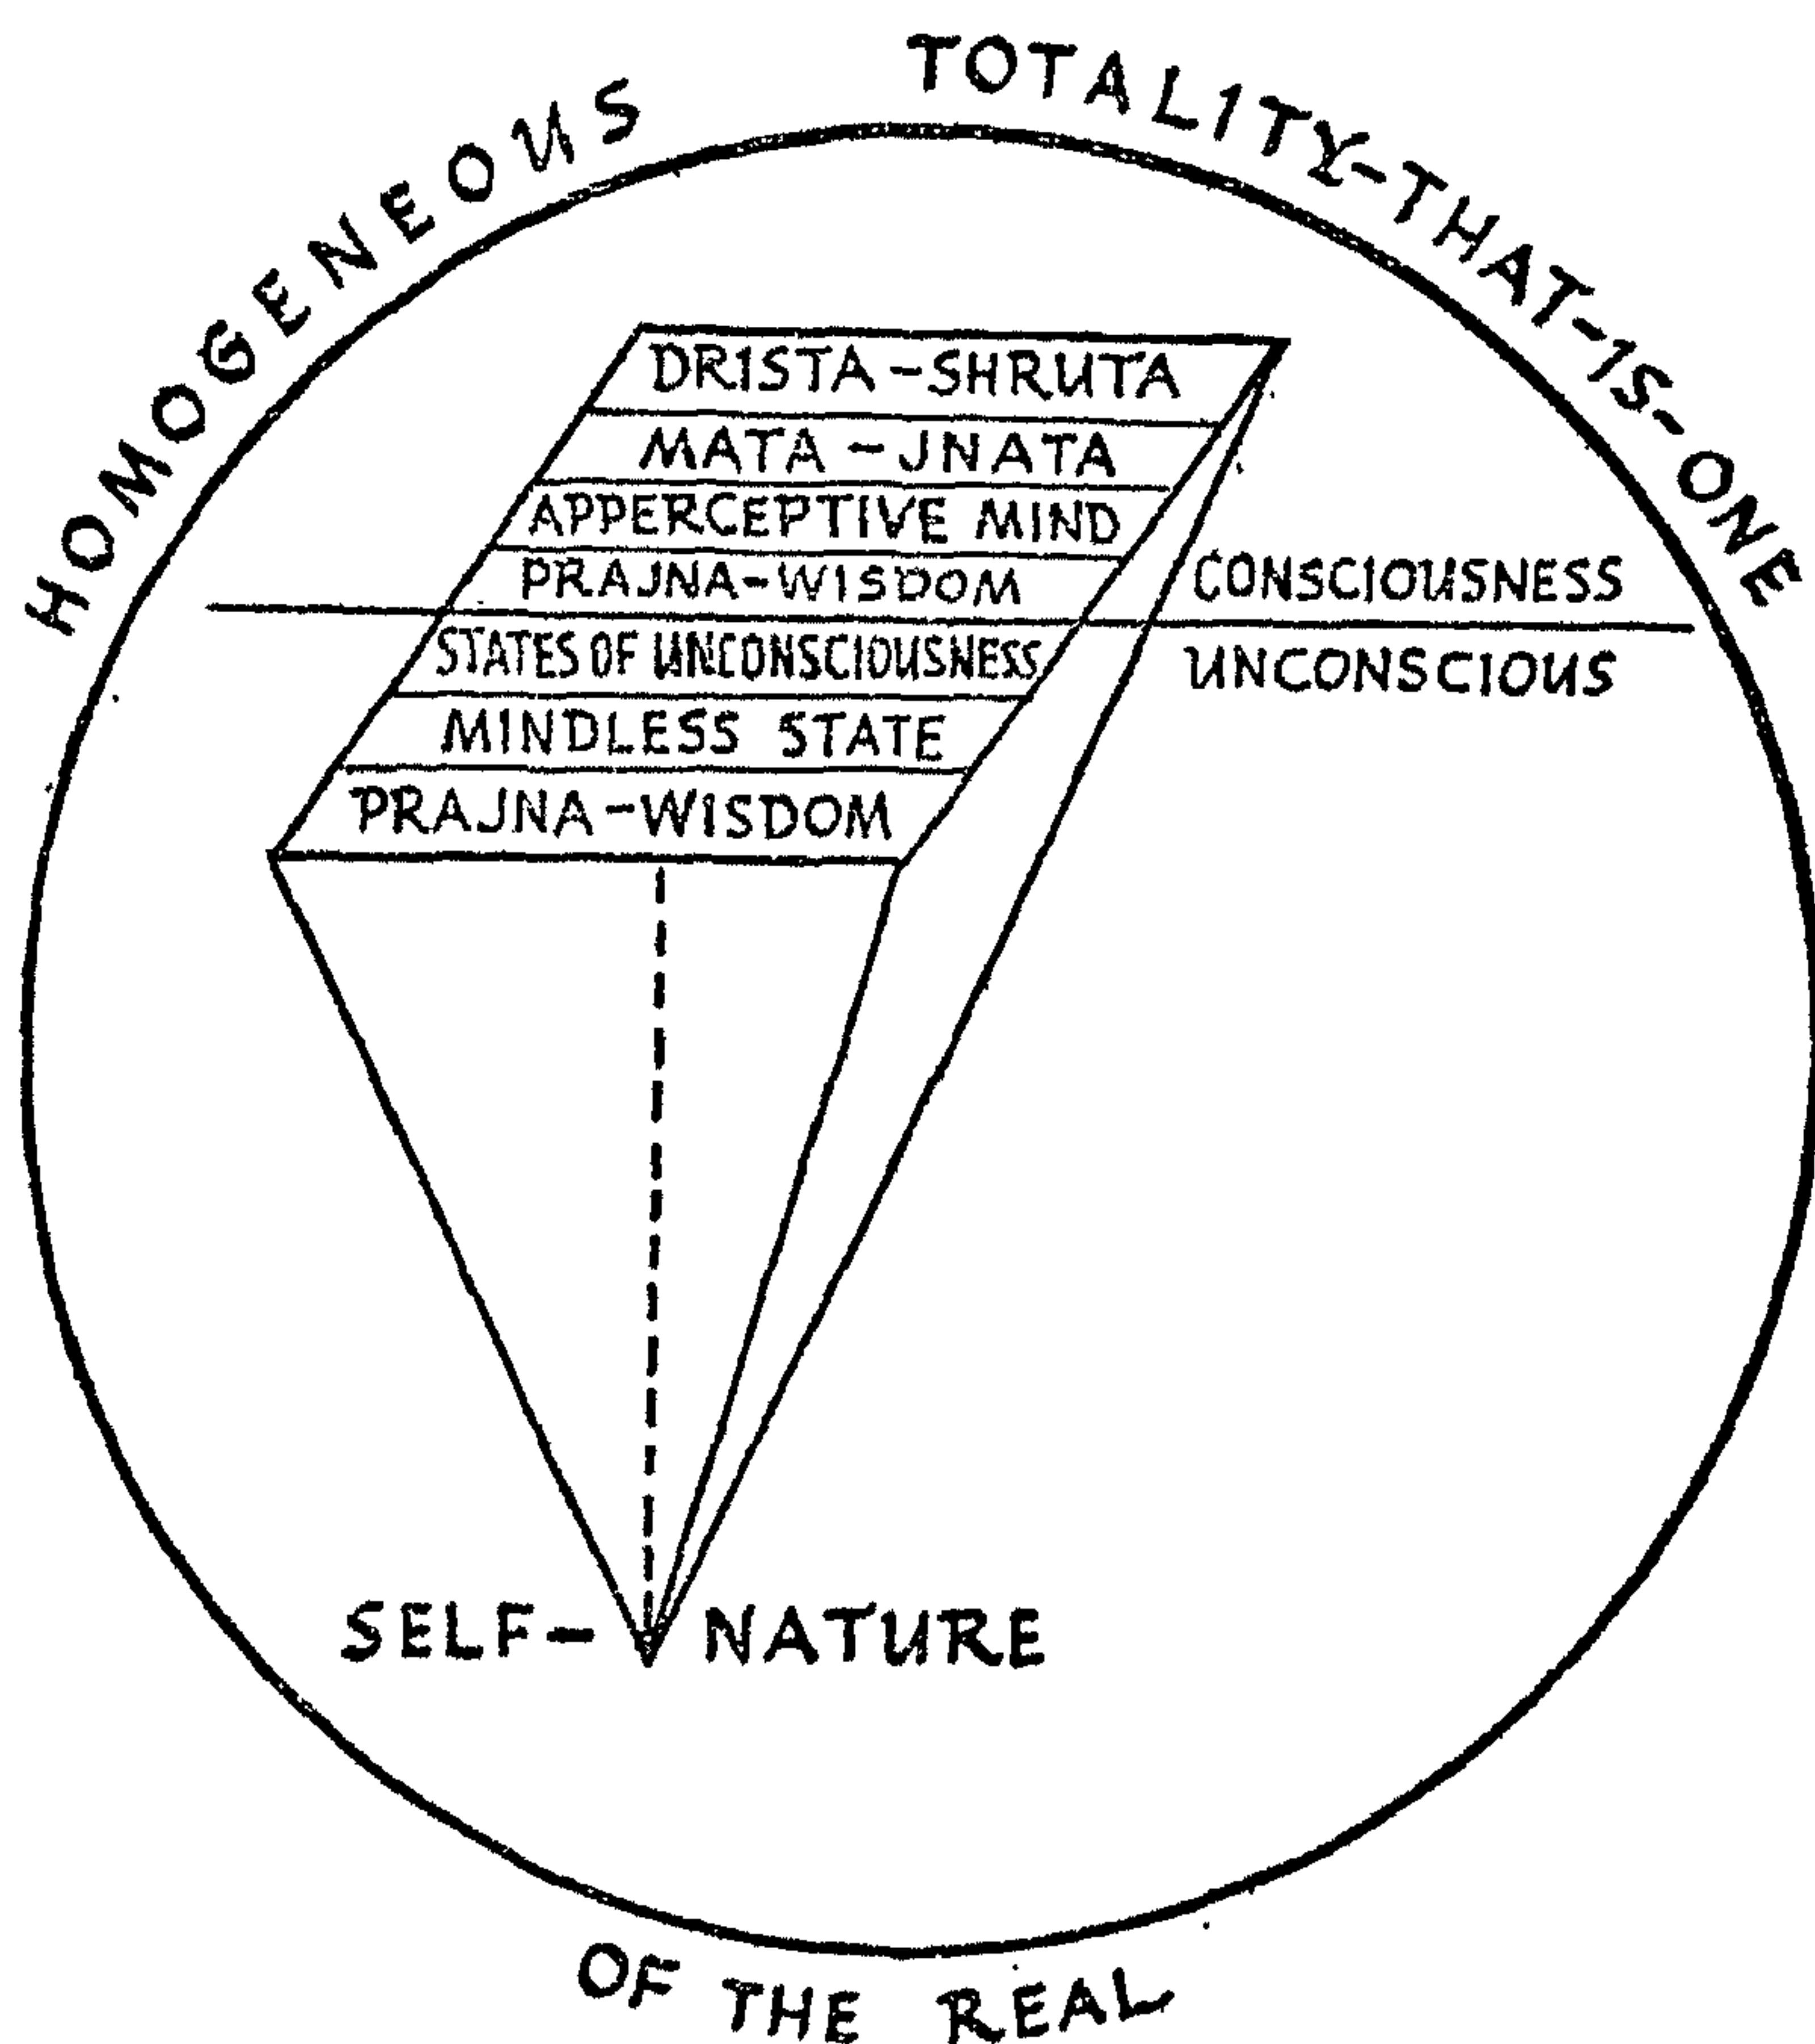 HOMOGENEOUS TOTALITY-THAT-IS-ONE
DRISTA-SHRUTA
MATA-JNATA
APPERCEPTIVE MIND
PRAJNA-WISDOM
CONSCIOUSNESS
STATES OF UNCONSCIOUSNESS
UNCONSCIOUS
MINDLESS STATE
PRAJNA-WISDOM
SELF-NATURE
OF THE REAL